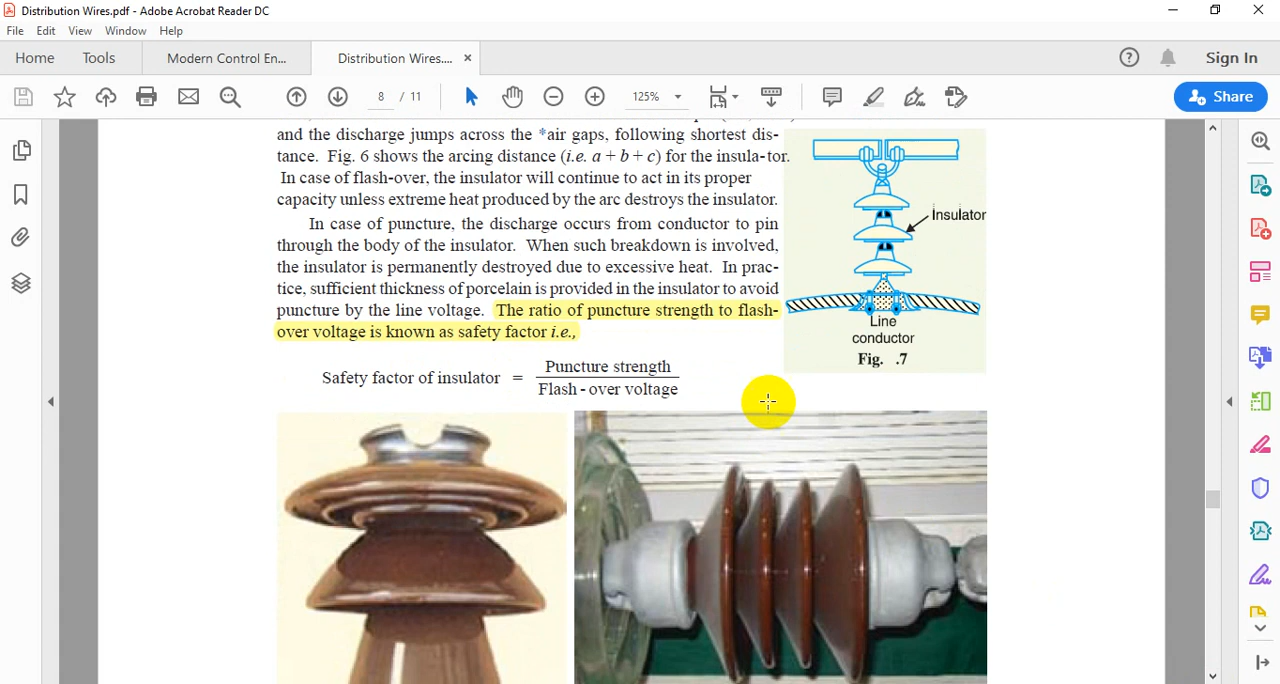 Distribution Wires.pdf - Adobe Acrobat Reader DC
File Edit View Window Help
Home Tools Modern Control En... Distribution Wires.... × Sign In
8 / 11 125% Share
and the discharge jumps across the *air gaps, following shortest dis-
tance. Fig. 6 shows the arcing distance (i.e. a + b + c) for the insula-tor.
In case of flash-over, the insulator will continue to act in its proper
capacity unless extreme heat produced by the arc destroys the insulator.
In case of puncture, the discharge occurs from conductor to pin
through the body of the insulator. When such breakdown is involved,
the insulator is permanently destroyed due to excessive heat. In prac-
tice, sufficient thickness of porcelain is provided in the insulator to avoid
puncture by the line voltage. The ratio of puncture strength to flash-
over voltage is known as safety factor i.e.,
Insulator
Line
conductor
Fig. .7
Safety factor of insulator = Puncture strength
Flash - over voltage